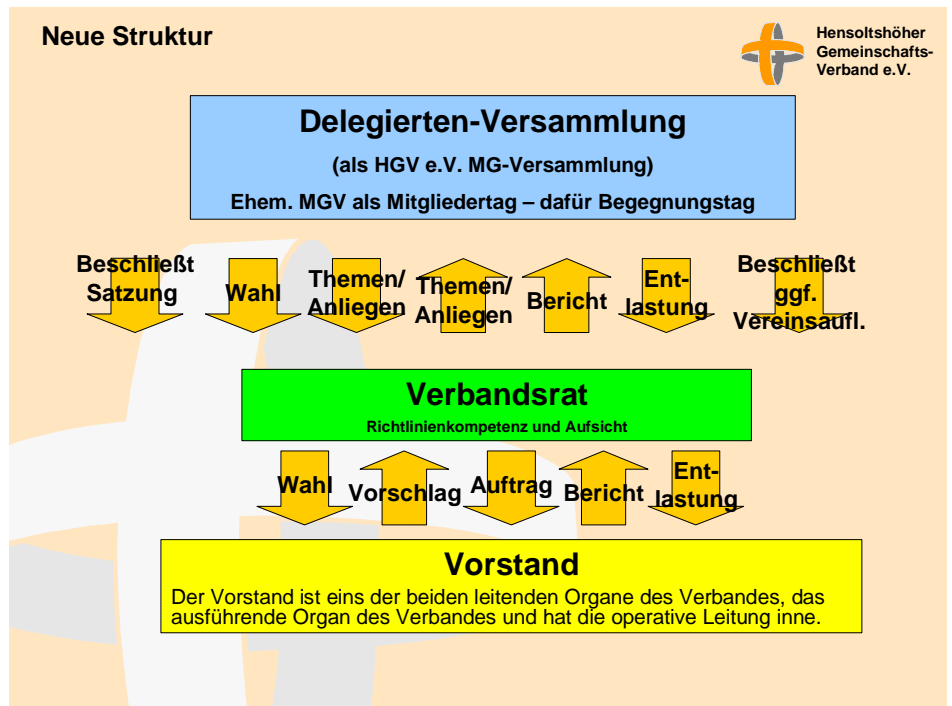 Neue Struktur
Hensoltshöher
Gemeinschafts-
Verband e.V.
Delegierten-Versammlung
(als HGV e.V. MG-Versammlung)
Ehem. MGV als Mitgliedertag – dafür Begegnungstag
Beschließt
Satzung
Wahl
Themen/
Anliegen
Themen/
Anliegen
Bericht
Ent-
lastung
Beschließt
ggf.
Vereinsaufl.
Verbandsrat
Richtlinienkompetenz und Aufsicht
Wahl
Vorschlag
Auftrag
Bericht
Ent-
lastung
Vorstand
Der Vorstand ist eins der beiden leitenden Organe des Verbandes, das
ausführende Organ des Verbandes und hat die operative Leitung inne.